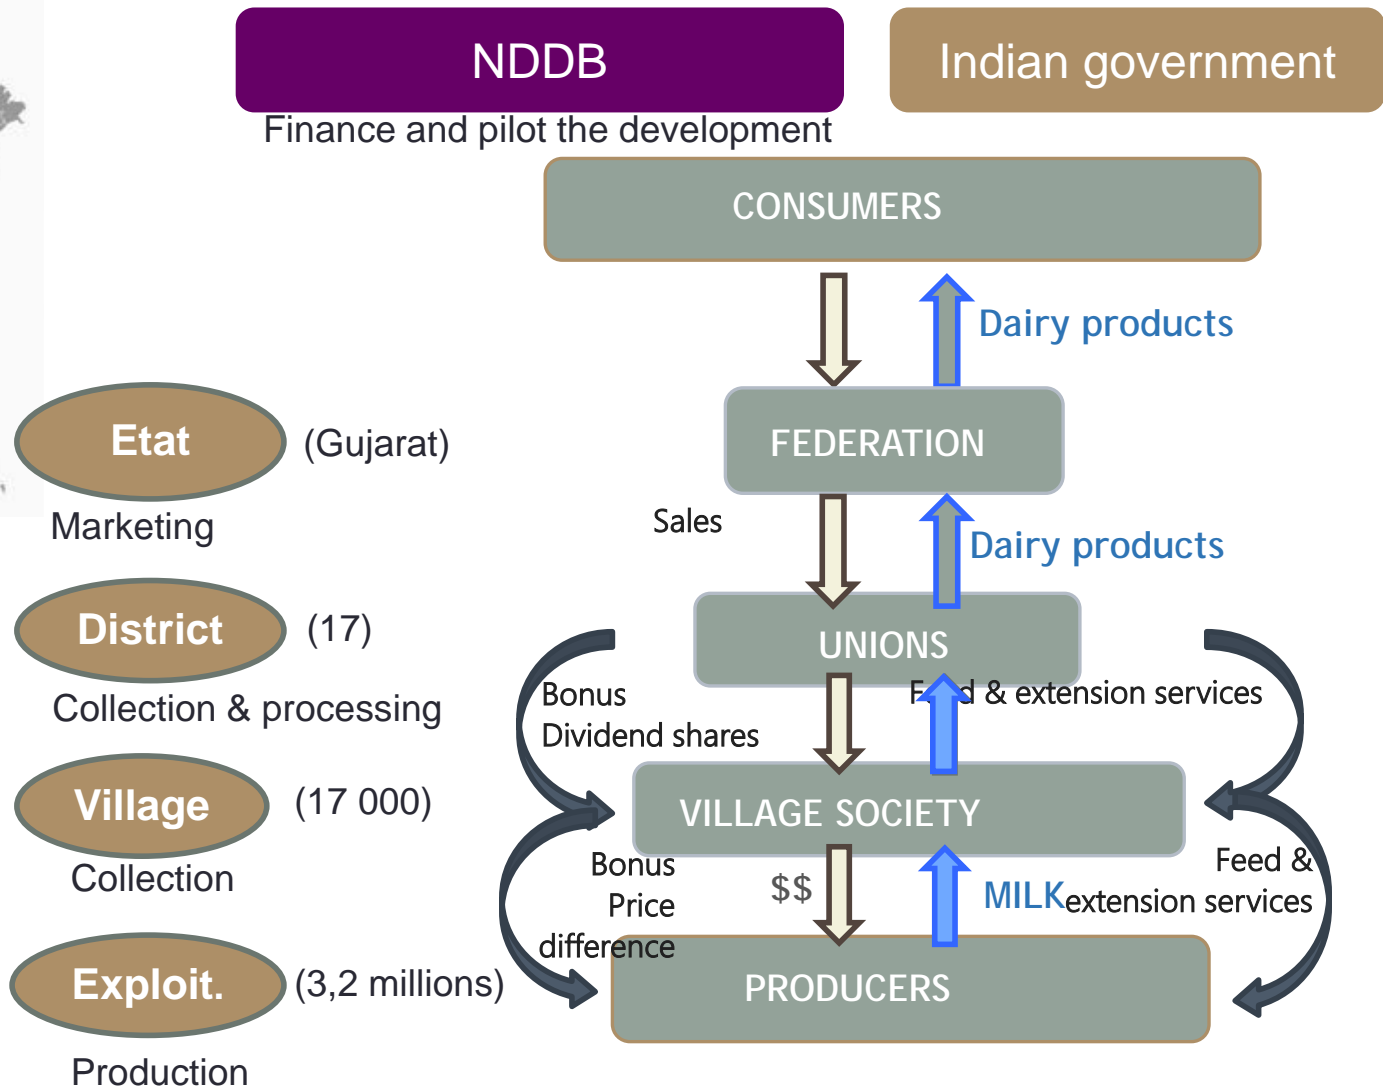 NDDB
Indian government
Finance and pilot the development
CONSUMERS
Dairy products
Etat
(Gujarat)
FEDERATION
Marketing
Sales
Dairy products
District
(17)
UNIONS
Collection & processing
Bonus
Dividend shares
Feed & extension services
Village
(17 000)
VILLAGE SOCIETY
Collection
Bonus
Price
difference
$$
MILK
Feed &
extension services
Exploit.
(3,2 millions)
PRODUCERS
Production